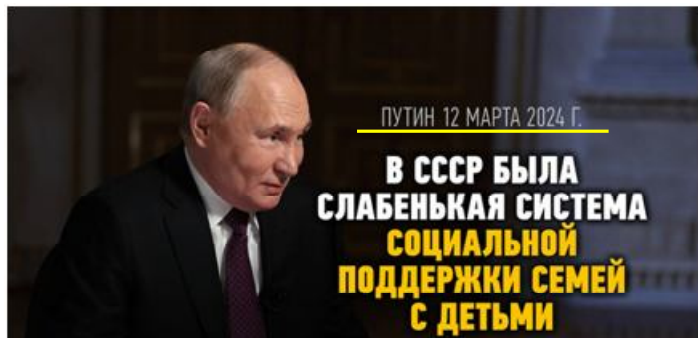 ПУТИН 12 МАРТА 2024 Г.
В СССР БЫЛА
СЛАБЕНЬКАЯ СИСТЕМА
СОЦИАЛЬНОЙ
ПОДДЕРЖКИ СЕМЕЙ
С ДЕТЬМИ